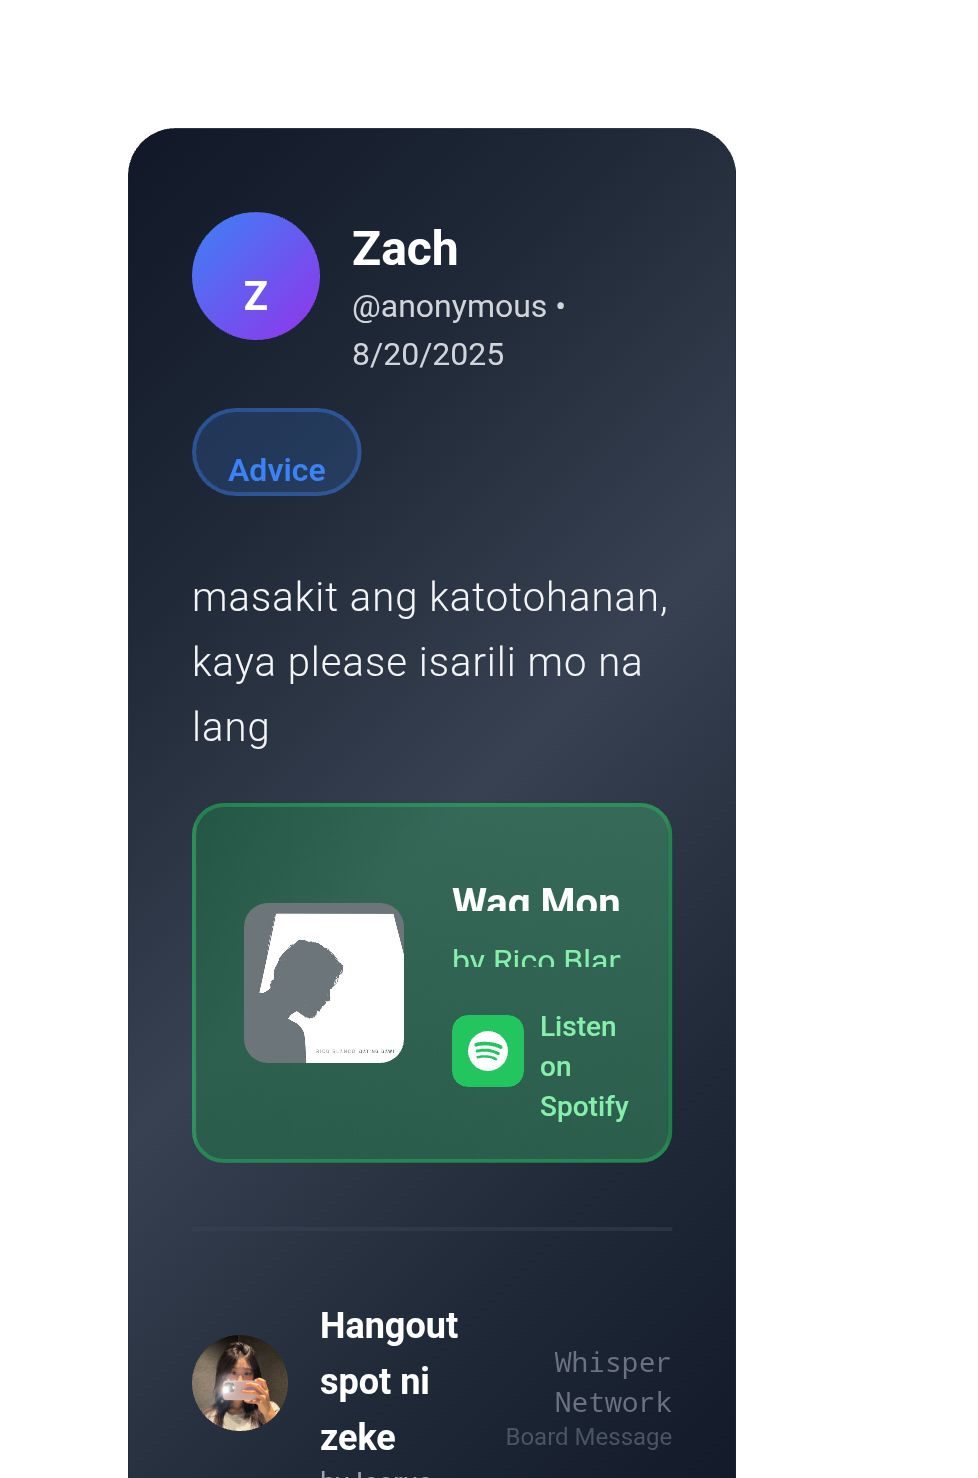 Z
Zach
@anonymous •
8/20/2025
Advice
masakit ang katotohanan,
kaya please isarili mo na
lang
Wag Mon
by Rico Blan
Listen
on
Spotify
Hangout
spot ni
zeke
Whisper
Network
Board Message